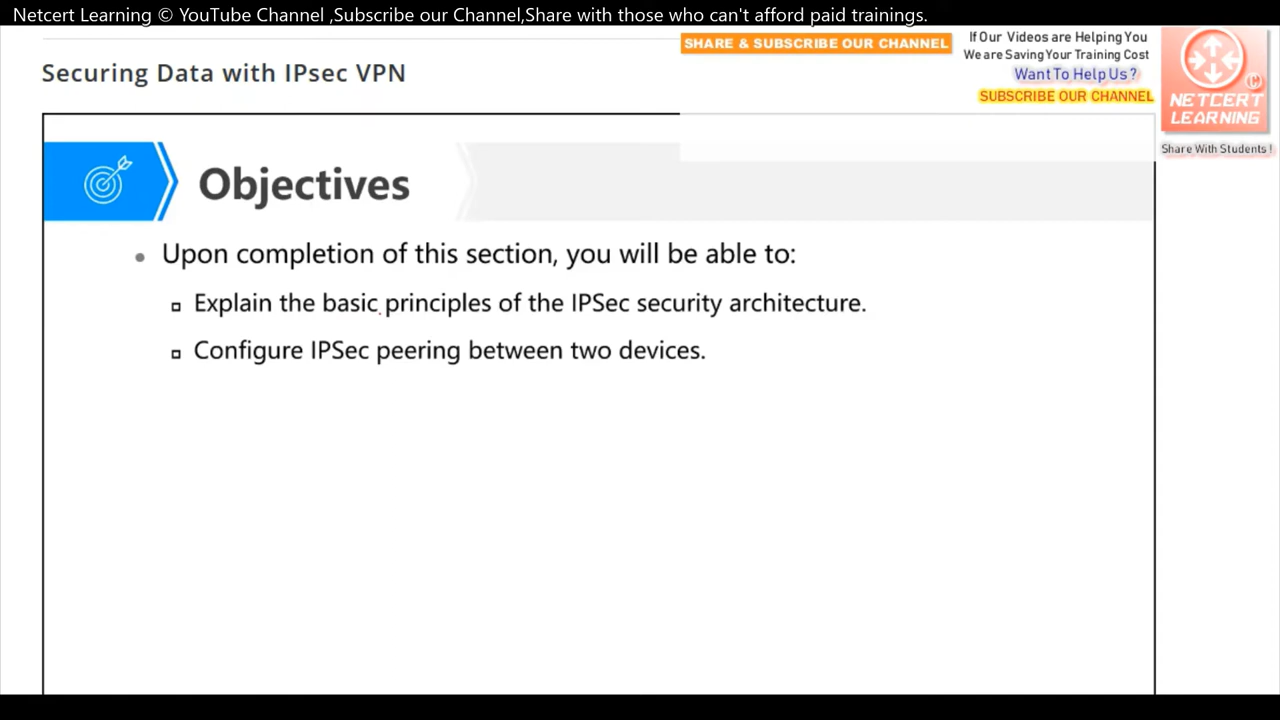 Netcert Learning © YouTube Channel ,Subscribe our Channel,Share with those who can't afford paid trainings.
SHARE & SUBSCRIBE OUR CHANNEL
If Our Videos are Helping You
We are Saving Your Training Cost
Want To Help Us ?
SUBSCRIBE OUR CHANNEL
©
NETCERT
LEARNING
Share With Students !
Securing Data with IPsec VPN
Objectives
Upon completion of this section, you will be able to:
Explain the basic principles of the IPSec security architecture.
Configure IPSec peering between two devices.